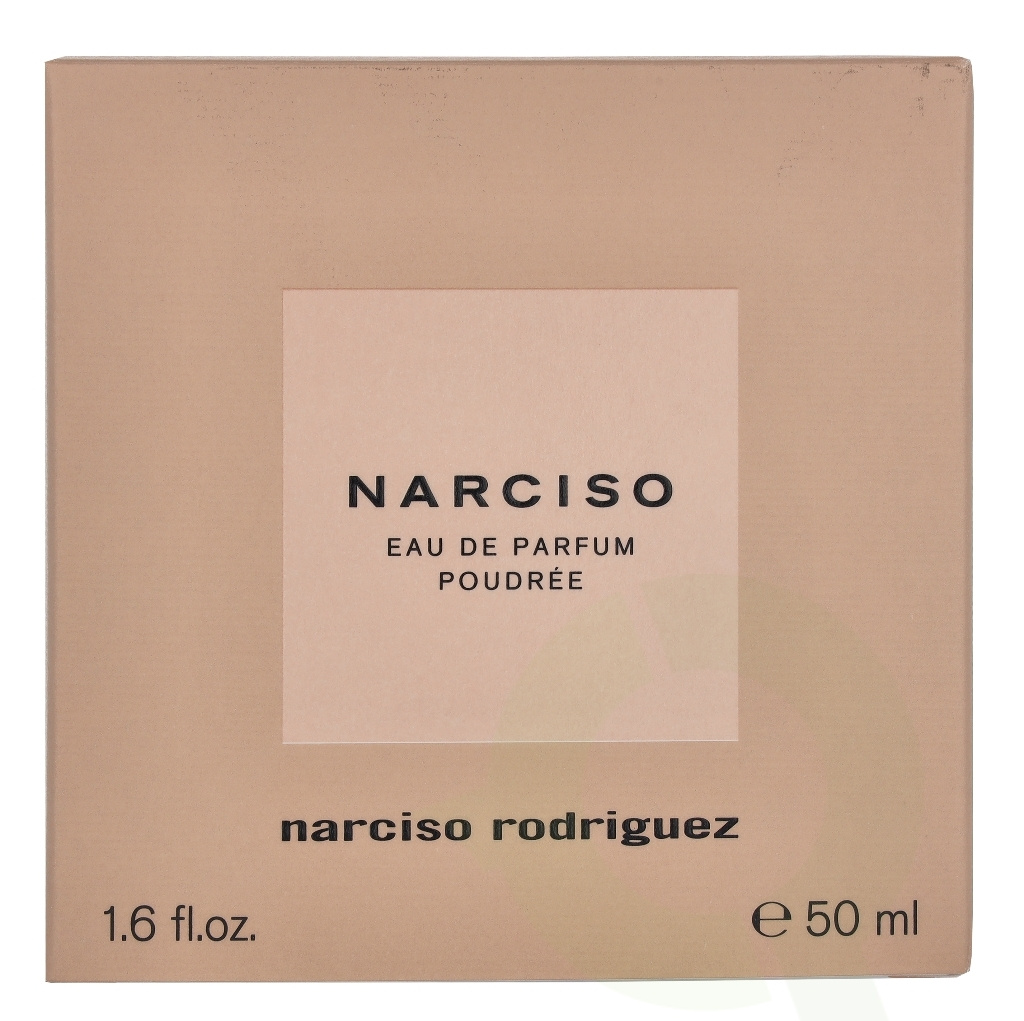 NARCISO
EAU DE PARFUM
POUDRÉE
narciso rodriguez
1.6 fl.oz.
℮ 50 ml